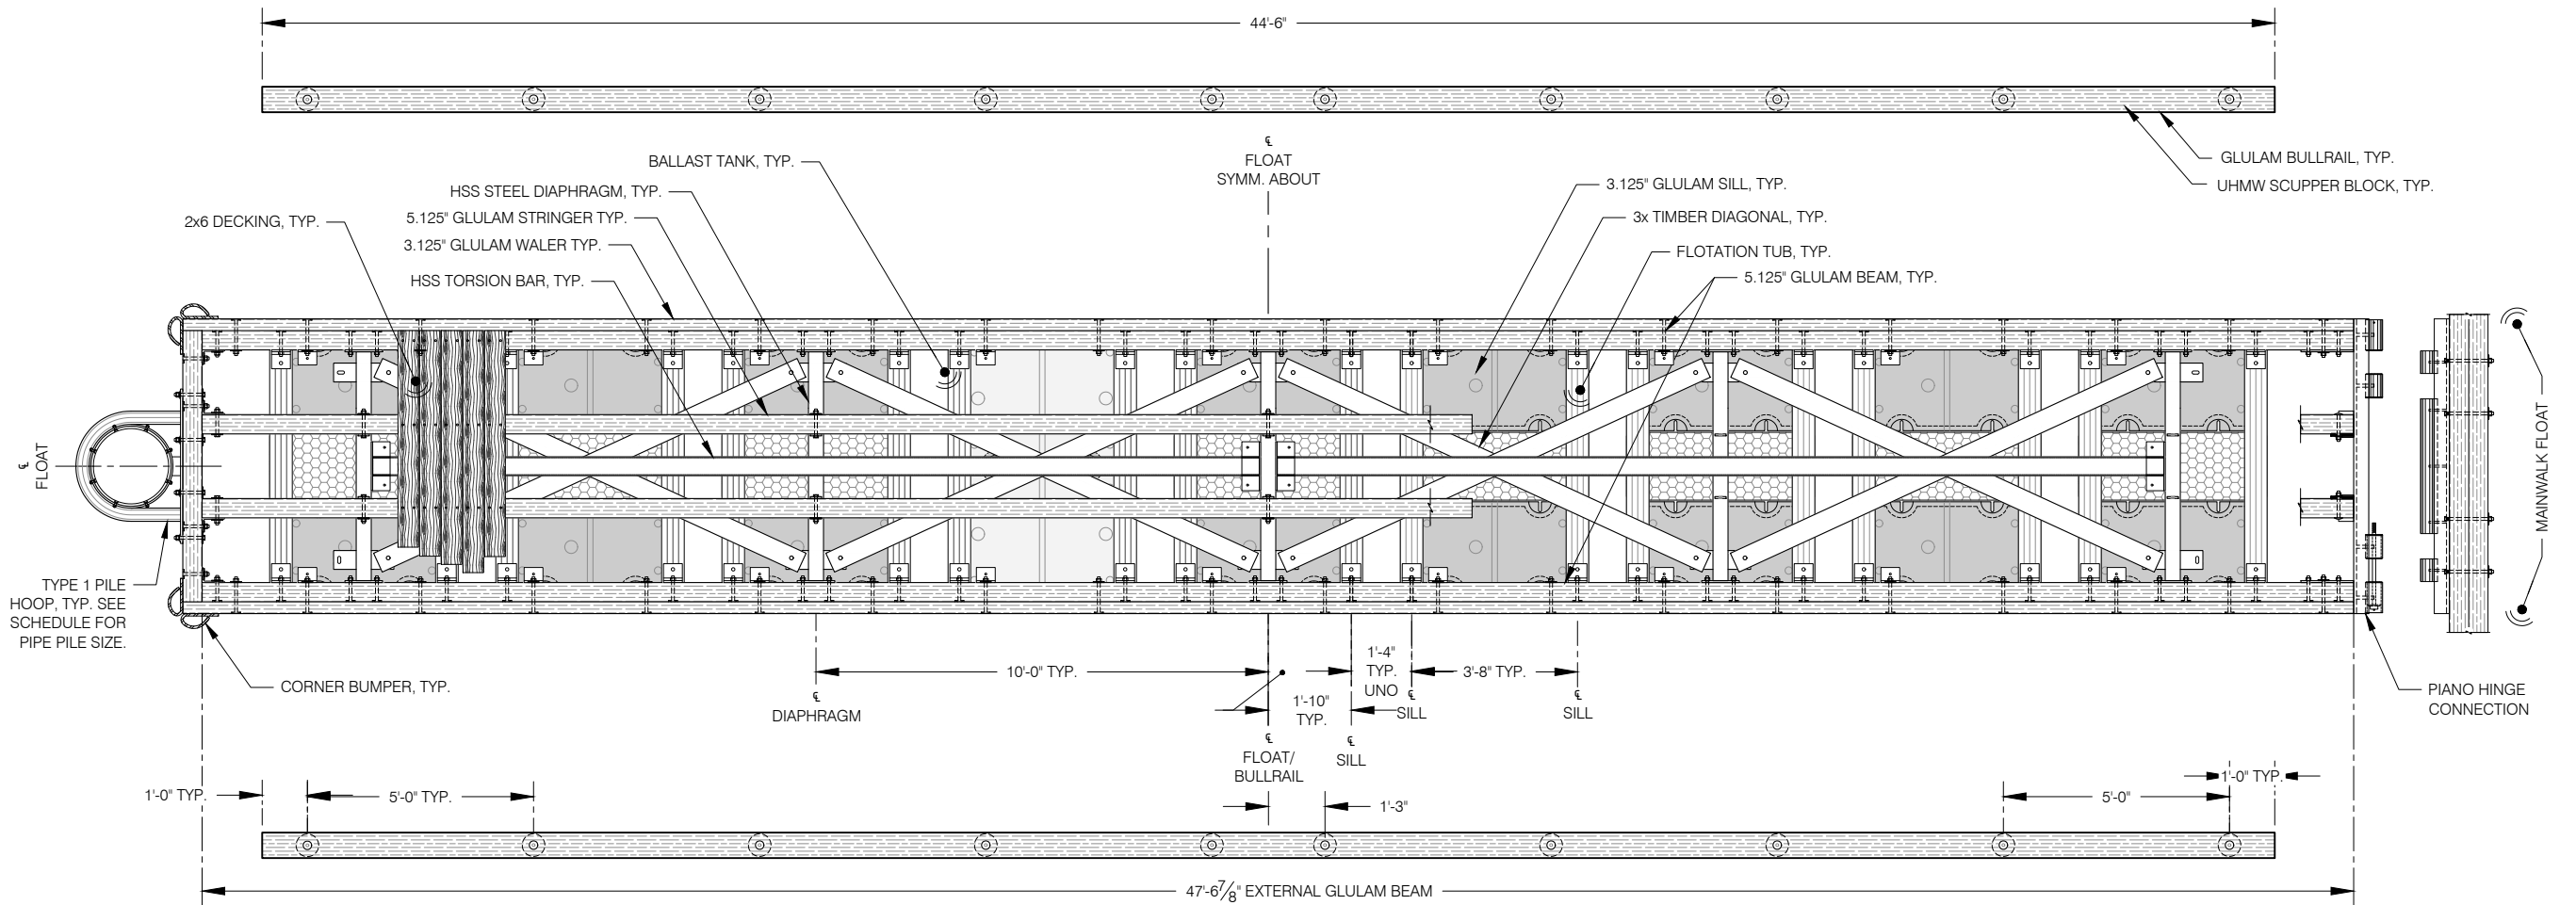 44'-6"
℄
FLOAT
SYMM. ABOUT
GLULAM BULLRAIL, TYP.
UHMW SCUPPER BLOCK, TYP.
BALLAST TANK, TYP.
HSS STEEL DIAPHRAGM, TYP.
5.125" GLULAM STRINGER TYP.
3.125" GLULAM WALER TYP.
HSS TORSION BAR, TYP.
2x6 DECKING, TYP.
3.125" GLULAM SILL, TYP.
3x TIMBER DIAGONAL, TYP.
FLOTATION TUB, TYP.
5.125" GLULAM BEAM, TYP.
℄
FLOAT
MAINWALK FLOAT
TYPE 1 PILE
HOOP, TYP. SEE
SCHEDULE FOR
PIPE PILE SIZE.
CORNER BUMPER, TYP.
10'-0" TYP.
℄
DIAPHRAGM
1'-10"
TYP.
1'-4"
TYP.
UNO
3'-8" TYP.
℄
SILL
℄
SILL
℄
SILL
℄
FLOAT/
BULLRAIL
PIANO HINGE
CONNECTION
1'-0" TYP.
5'-0" TYP.
1'-3"
5'-0"
1'-0" TYP.
47'-6 7/8" EXTERNAL GLULAM BEAM